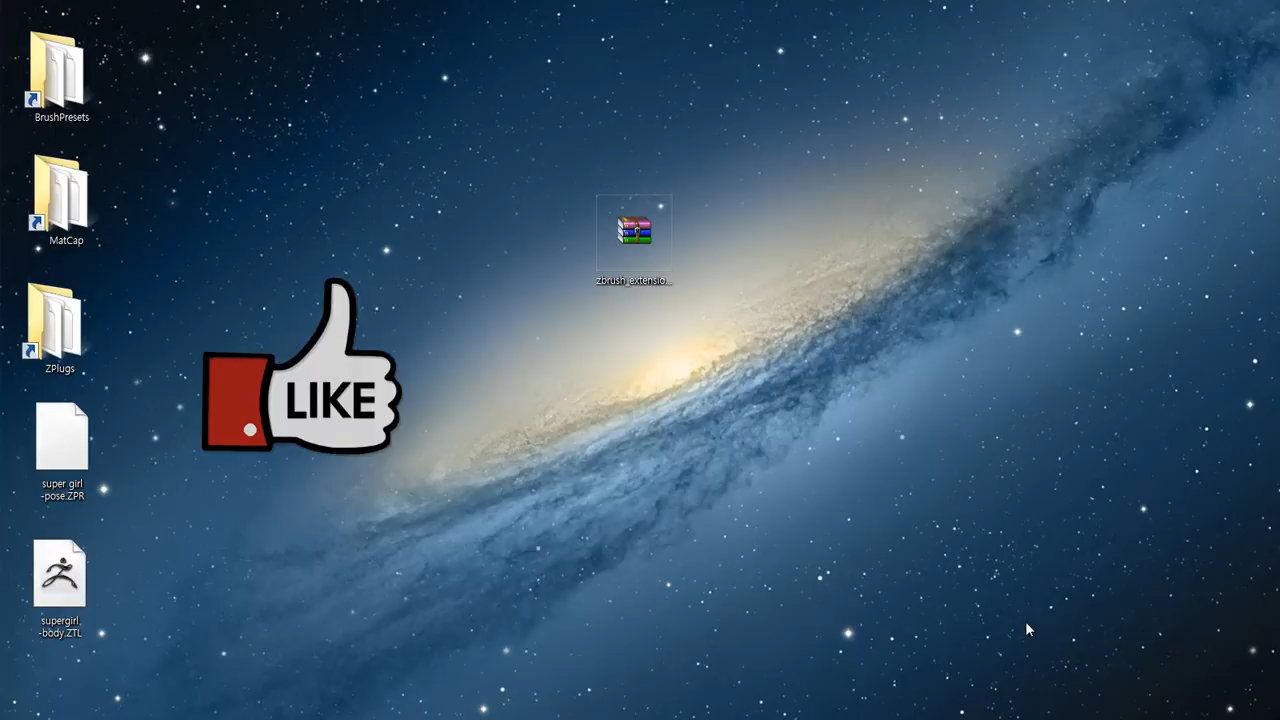 BrushPresets
MatCap
ZPlugs
super girl
-pose.ZPR
supergirl
-body.ZTL
zbrush_extensio...
LIKE